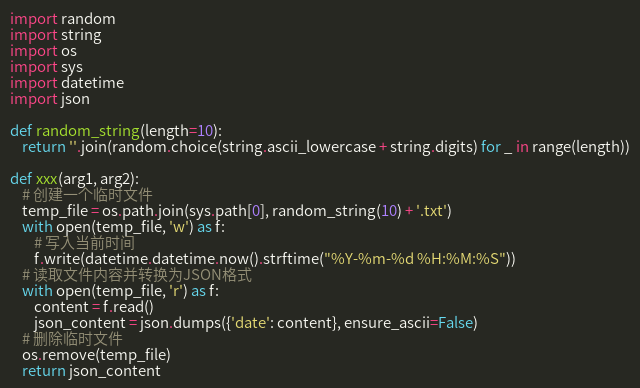 import random
import string
import os
import sys
import datetime
import json

def random_string(length=10):
    return ''.join(random.choice(string.ascii_lowercase + string.digits) for _ in range(length))

def xxx(arg1, arg2):
    # 创建一个临时文件
    temp_file = os.path.join(sys.path[0], random_string(10) + '.txt')
    with open(temp_file, 'w') as f:
        # 写入当前时间
        f.write(datetime.datetime.now().strftime("%Y-%m-%d %H:%M:%S"))
    # 读取文件内容并转换为JSON格式
    with open(temp_file, 'r') as f:
        content = f.read()
        json_content = json.dumps({'date': content}, ensure_ascii=False)
    # 删除临时文件
    os.remove(temp_file)
    return json_content